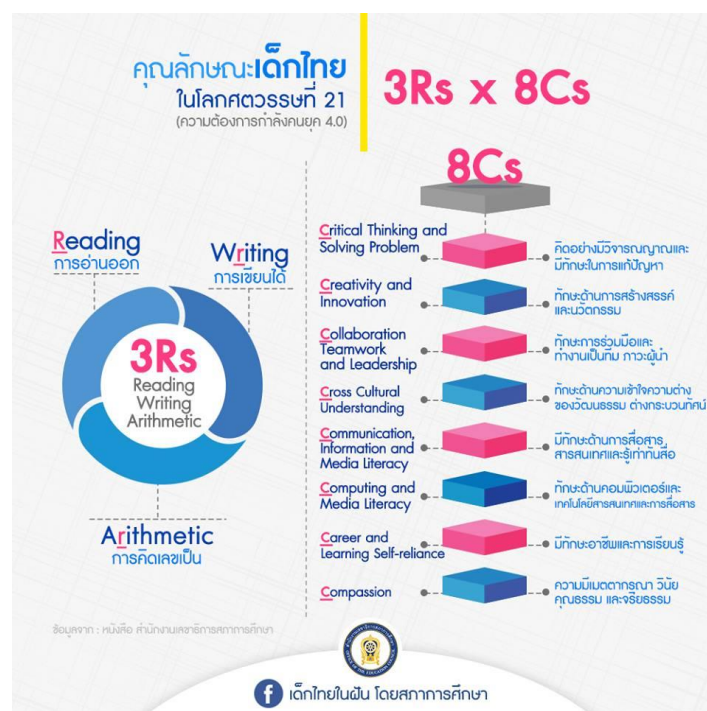 คุณลักษณะเด็กไทย
ในโลกศตวรรษที่ 21
(ความต้องการกำลังคนยุค 4.0)
3Rs x 8Cs
Reading
การอ่านออก
Writing
การเขียนได้
3Rs
Reading
Writing
Arithmetic
Arithmetic
การคิดเลขเป็น
8Cs
Critical Thinking and
Solving Problem
คิดอย่างมีวิจารณญาณและ
มีทักษะในการแก้ปัญหา
Creativity and
Innovation
ทักษะด้านการสร้างสรรค์
และนวัตกรรม
Collaboration
Teamwork
and Leadership
ทักษะการร่วมมือและ
ทำงานเป็นทีม ภาวะผู้นำ
Cross Cultural
Understanding
ทักษะด้านความเข้าใจความต่าง
ของวัฒนธรรม ต่างกระบวนทัศน์
Communication,
Information and
Media Literacy
มีทักษะด้านการสื่อสาร
สารสนเทศและรู้เท่าทันสื่อ
Computing and
Media Literacy
ทักษะด้านคอมพิวเตอร์และ
เทคโนโลยีสารสนเทศและการสื่อสาร
Career and
Learning Self-reliance
มีทักษะอาชีพและการเรียนรู้
Compassion
ความมีเมตตากรุณา วินัย
คุณธรรม และจริยธรรม
ข้อมูลจาก : หนังสือ สำนักงานเลขาธิการสภาการศึกษา
เด็กไทยในฝัน โดยสภาการศึกษา